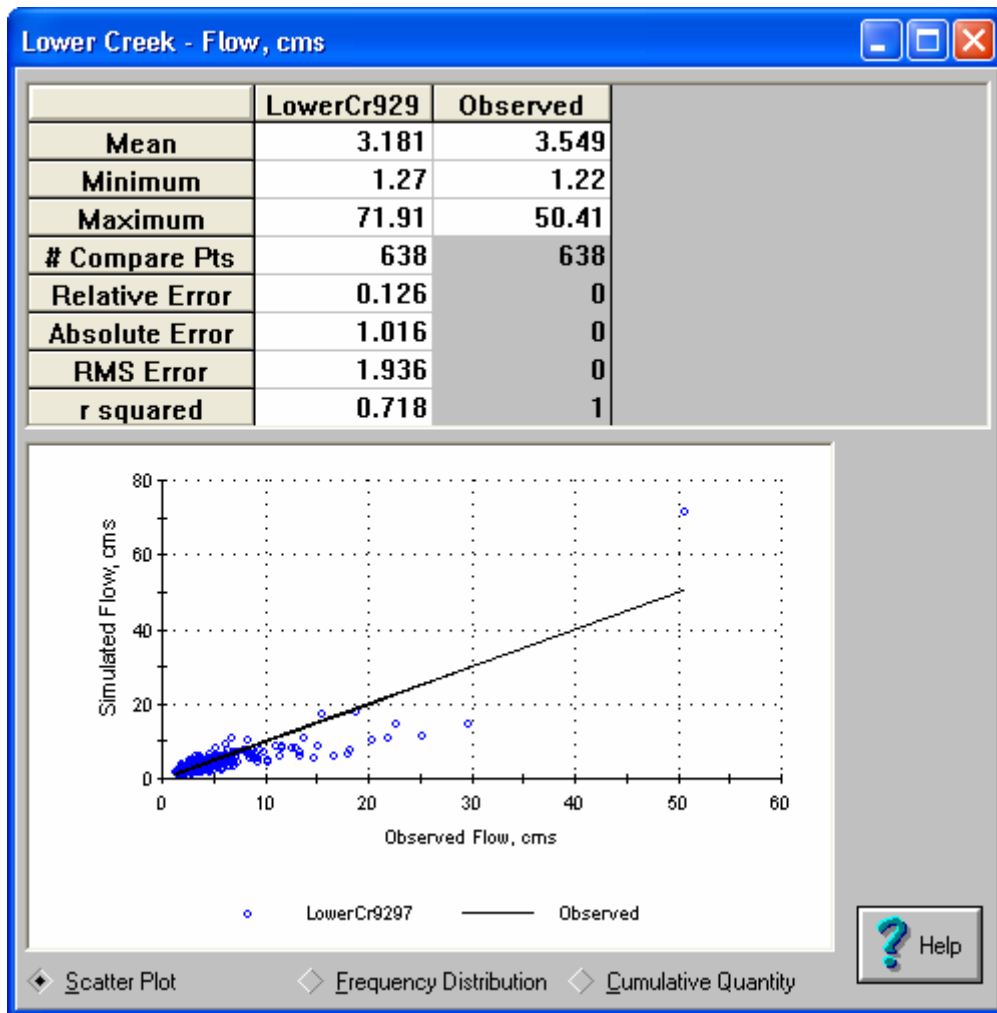 Lower Creek - Flow, cms
LowerCr929 Observed
Mean 3.181 3.549
Minimum 1.27 1.22
Maximum 71.91 50.41
# Compare Pts 638 638
Relative Error 0.126 0
Absolute Error 1.016 0
RMS Error 1.936 0
r squared 0.718 1
Simulated Flow, cms
80
60
40
20
0
0 10 20 30 40 50 60
Observed Flow, cms
LowerCr9297 Observed
? Help
Scatter Plot Frequency Distribution Cumulative Quantity